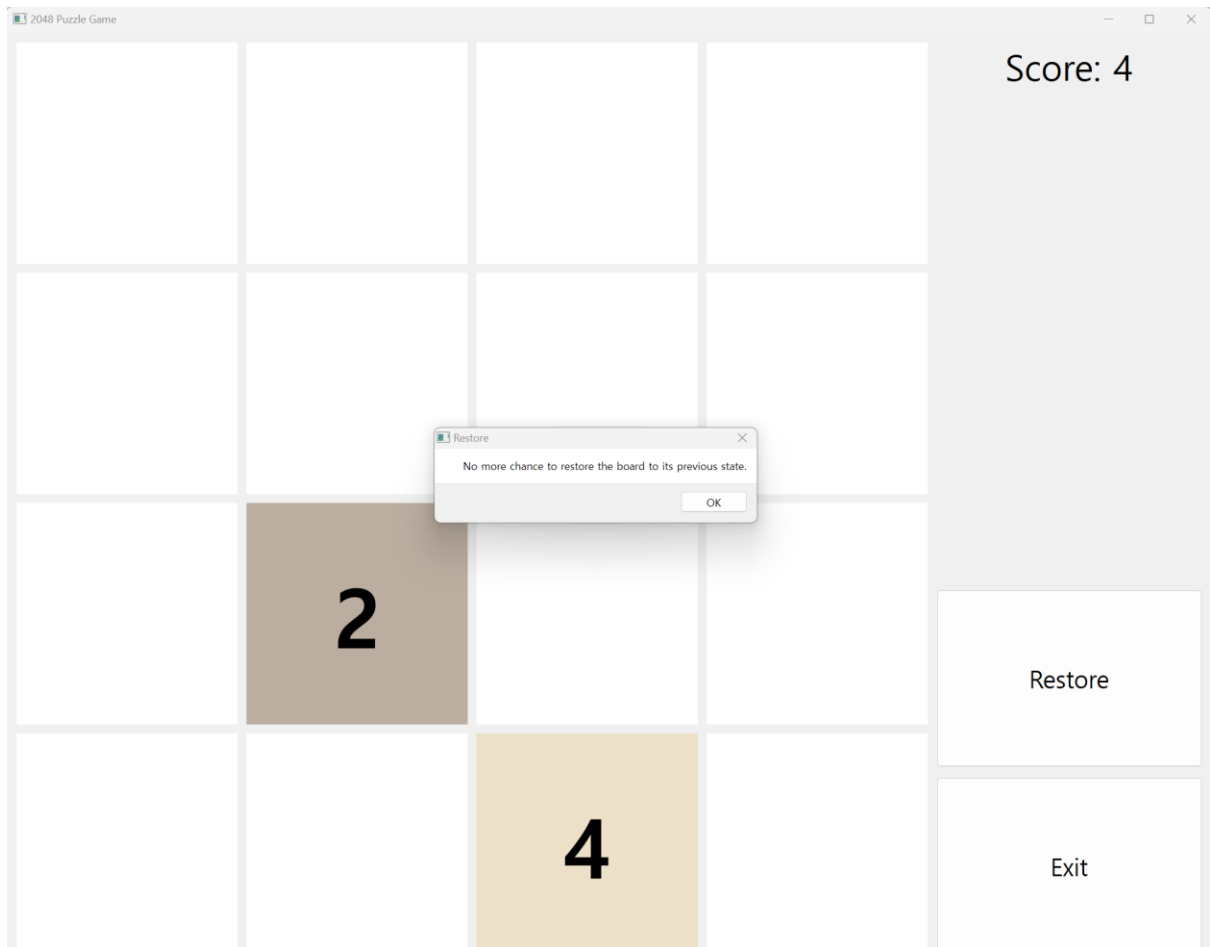 2048 Puzzle Game
Score: 4
Restore
No more chance to restore the board to its previous state.
OK
2
Restore
4
Exit